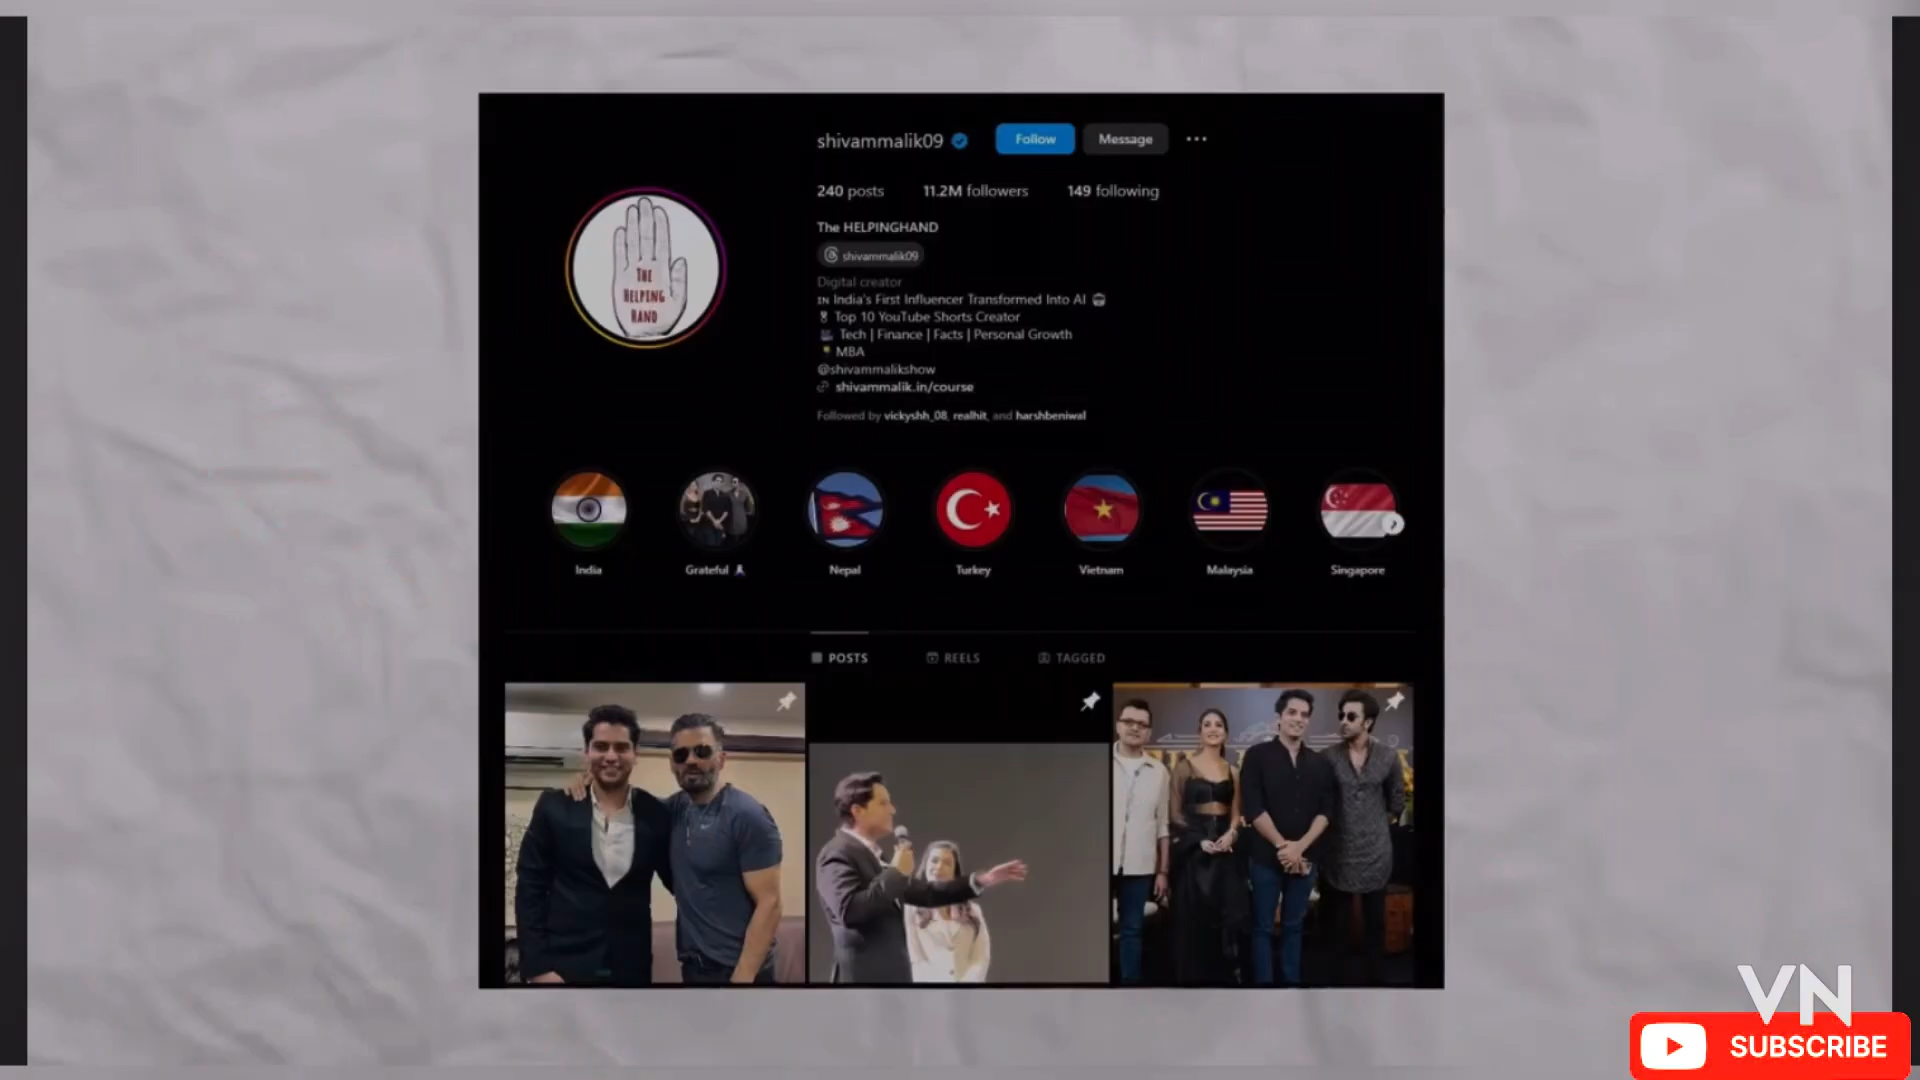 shivammalik09
Follow
Message
240 posts
11.2M followers
149 following
THE
HELPING
HAND
The HELPINGHAND
shivammalik09
Digital creator
IN India's First Influencer Transformed Into AI
Top 10 YouTube Shorts Creator
Tech | Finance | Facts | Personal Growth
MBA
@shivammalikshow
shivammalik.in/course
Followed by vickyshh_08, realhit, and harshbeniwal
India
Grateful
Nepal
Turkey
Vietnam
Malaysia
Singapore
POSTS
REELS
TAGGED
VN
SUBSCRIBE